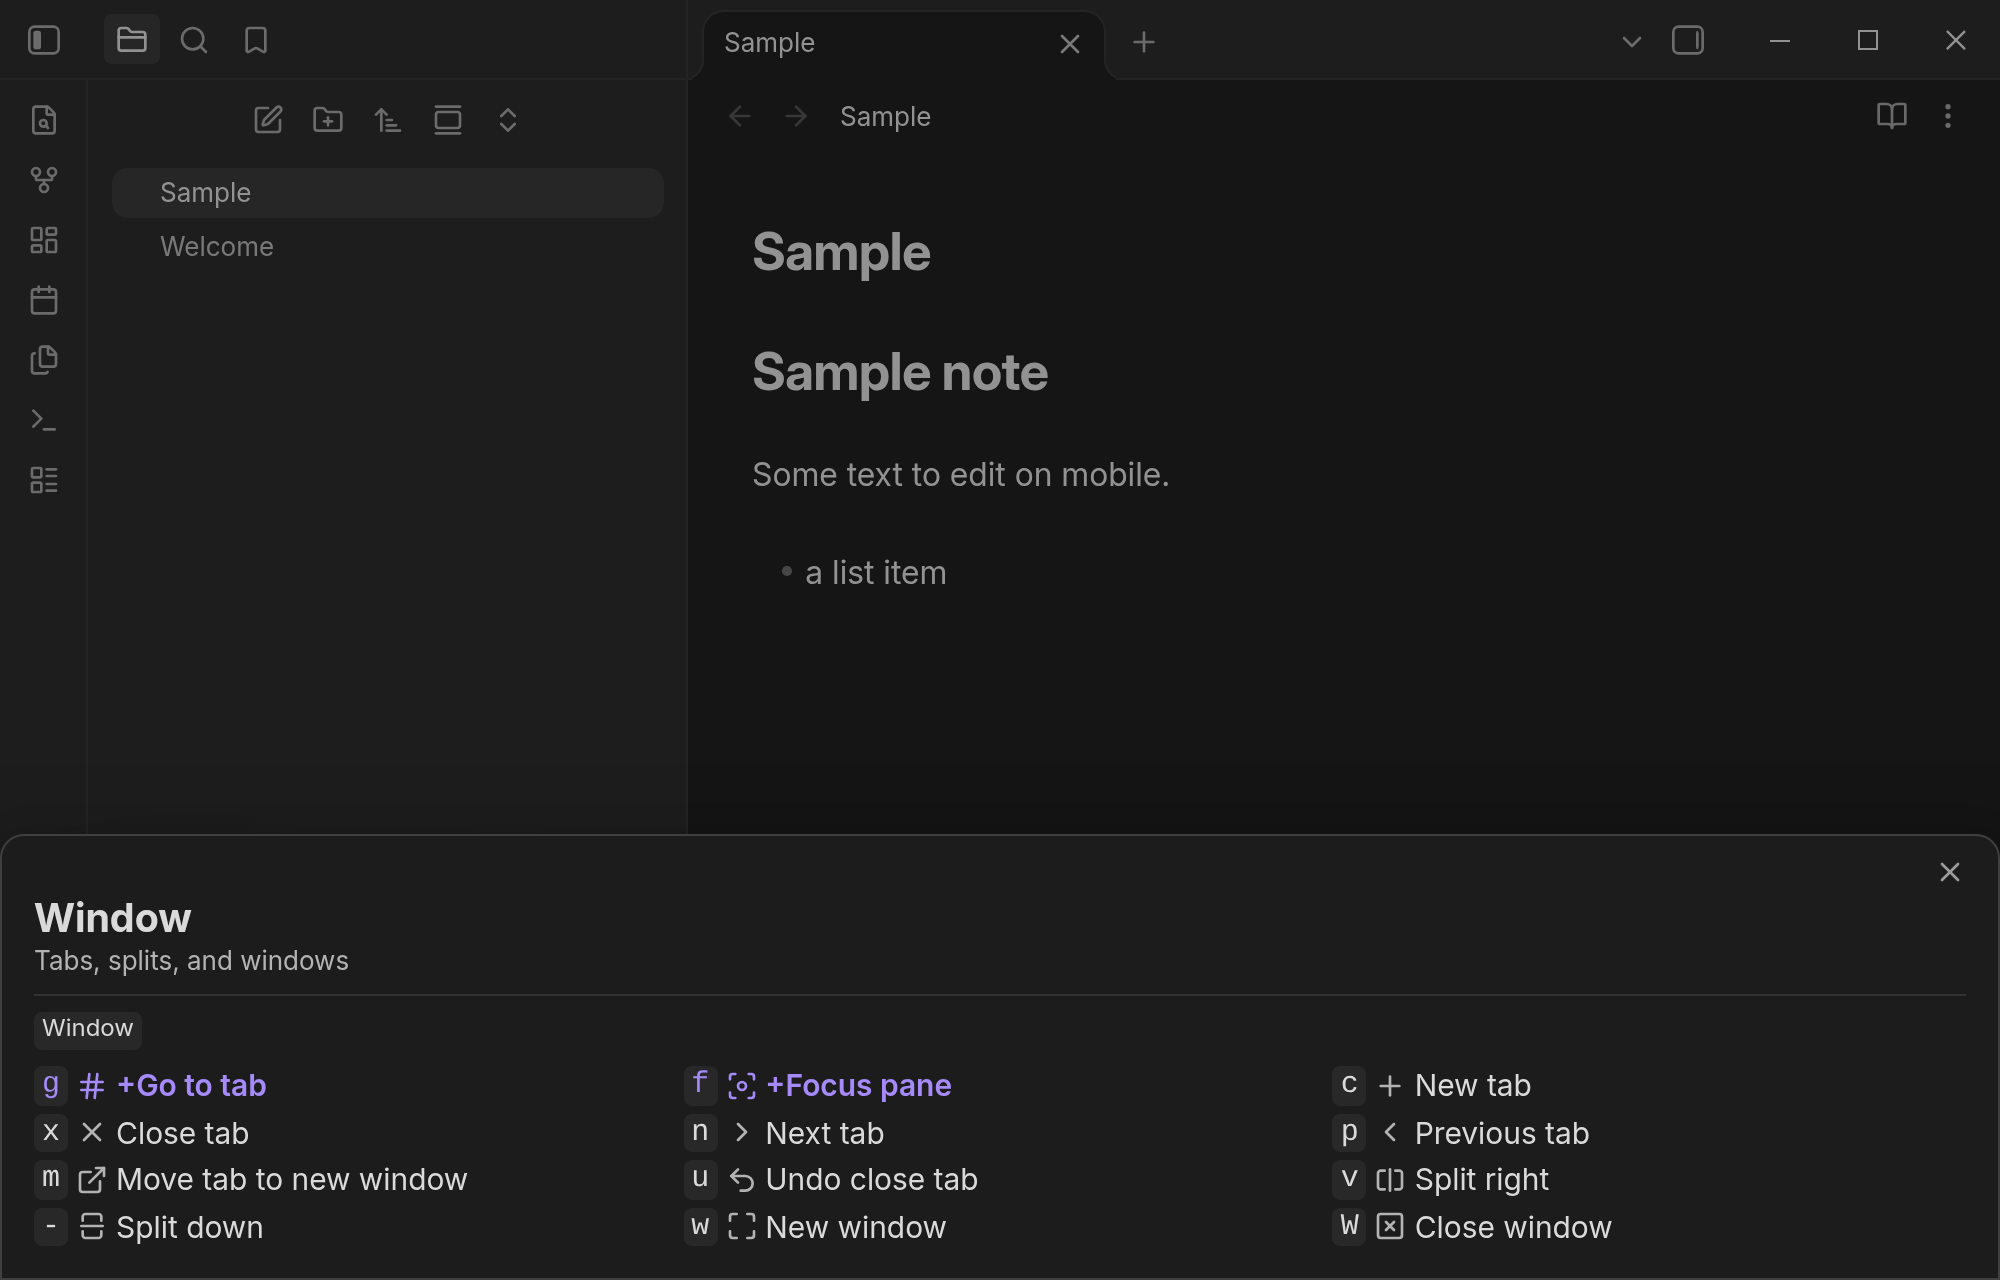 Sample
Sample
Sample
Welcome
Sample
Sample note
Some text to edit on mobile.
• a list item
Window
Tabs, splits, and windows
Window
g +Go to tab f +Focus pane c New tab
x Close tab n Next tab p Previous tab
m Move tab to new window u Undo close tab v Split right
- Split down w New window W Close window